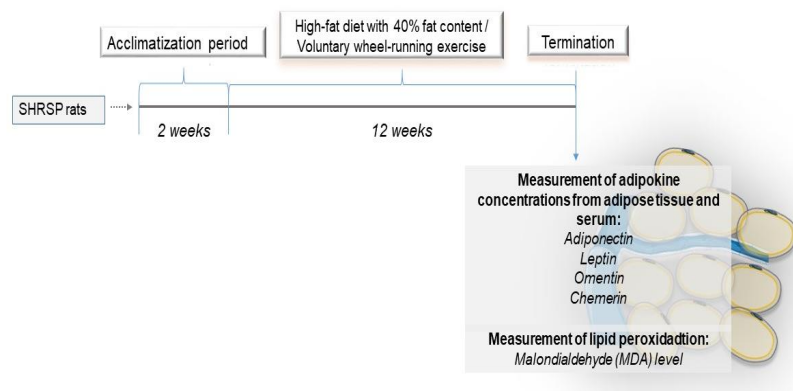 Acclimatization period
High-fat diet with 40% fat content /
Voluntary wheel-running exercise
Termination
SHRSP rats
2 weeks
12 weeks
Measurement of adipokine
concentrations from adipose tissue and
serum:
Adiponectin
Leptin
Omentin
Chemerin
Measurement of lipid peroxidadtion:
Malondialdehyde (MDA) level